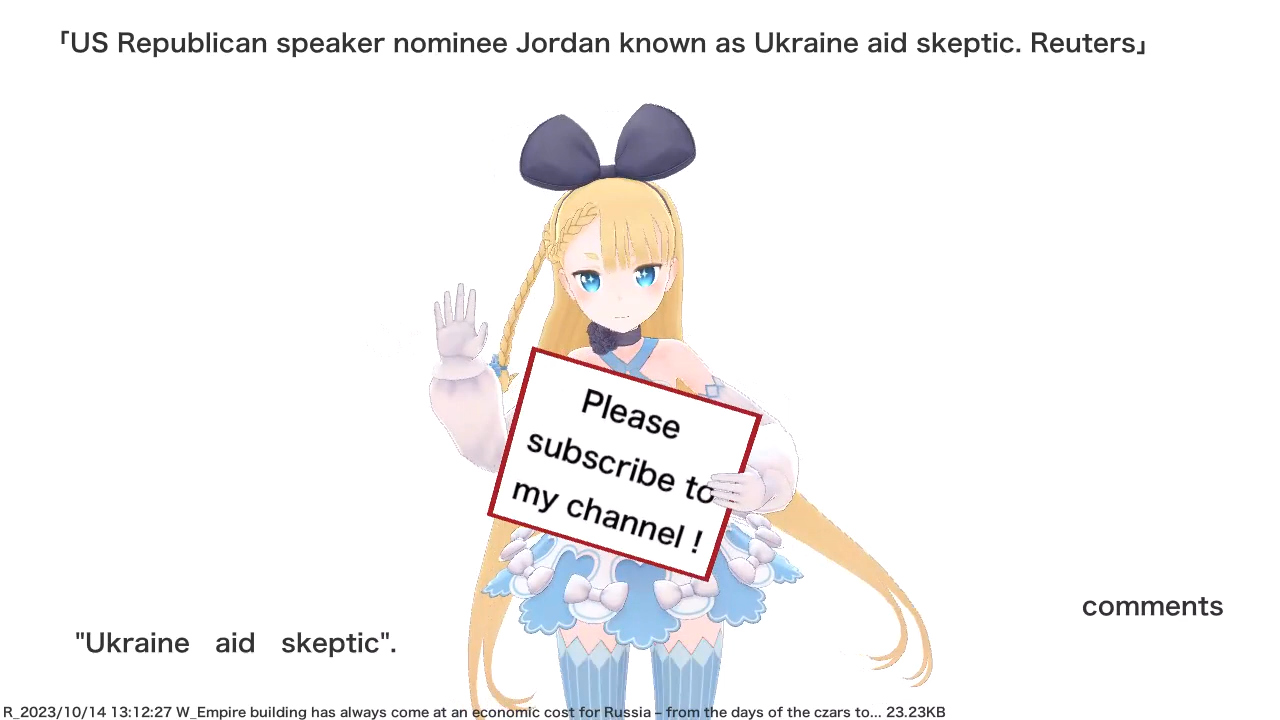 「US Republican speaker nominee Jordan known as Ukraine aid skeptic. Reuters」
Please
subscribe to
my channel !
comments
"Ukraine aid skeptic".
R_2023/10/14 13:12:27 W_Empire building has always come at an economic cost for Russia – from the days of the czars to... 23.23KB